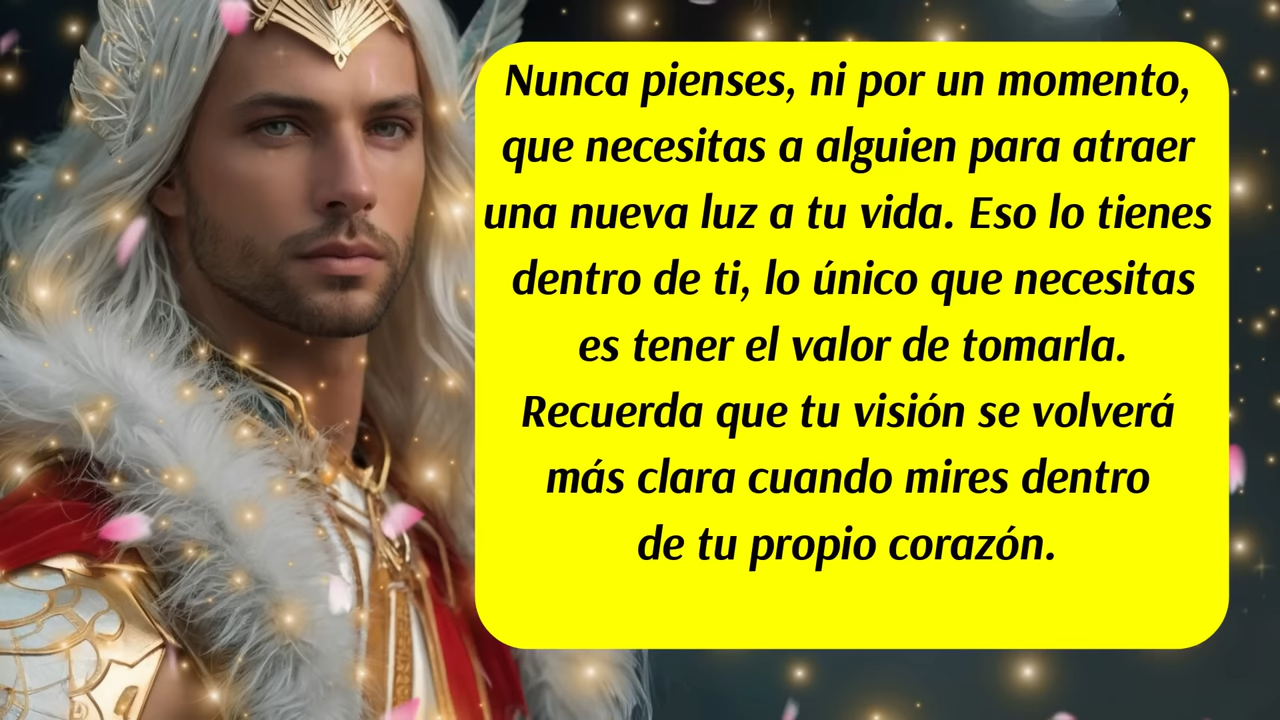 Nunca pienses, ni por un momento,
que necesitas a alguien para atraer
una nueva luz a tu vida. Eso lo tienes
dentro de ti, lo único que necesitas
es tener el valor de tomarla.
Recuerda que tu visión se volverá
más clara cuando mires dentro
de tu propio corazón.